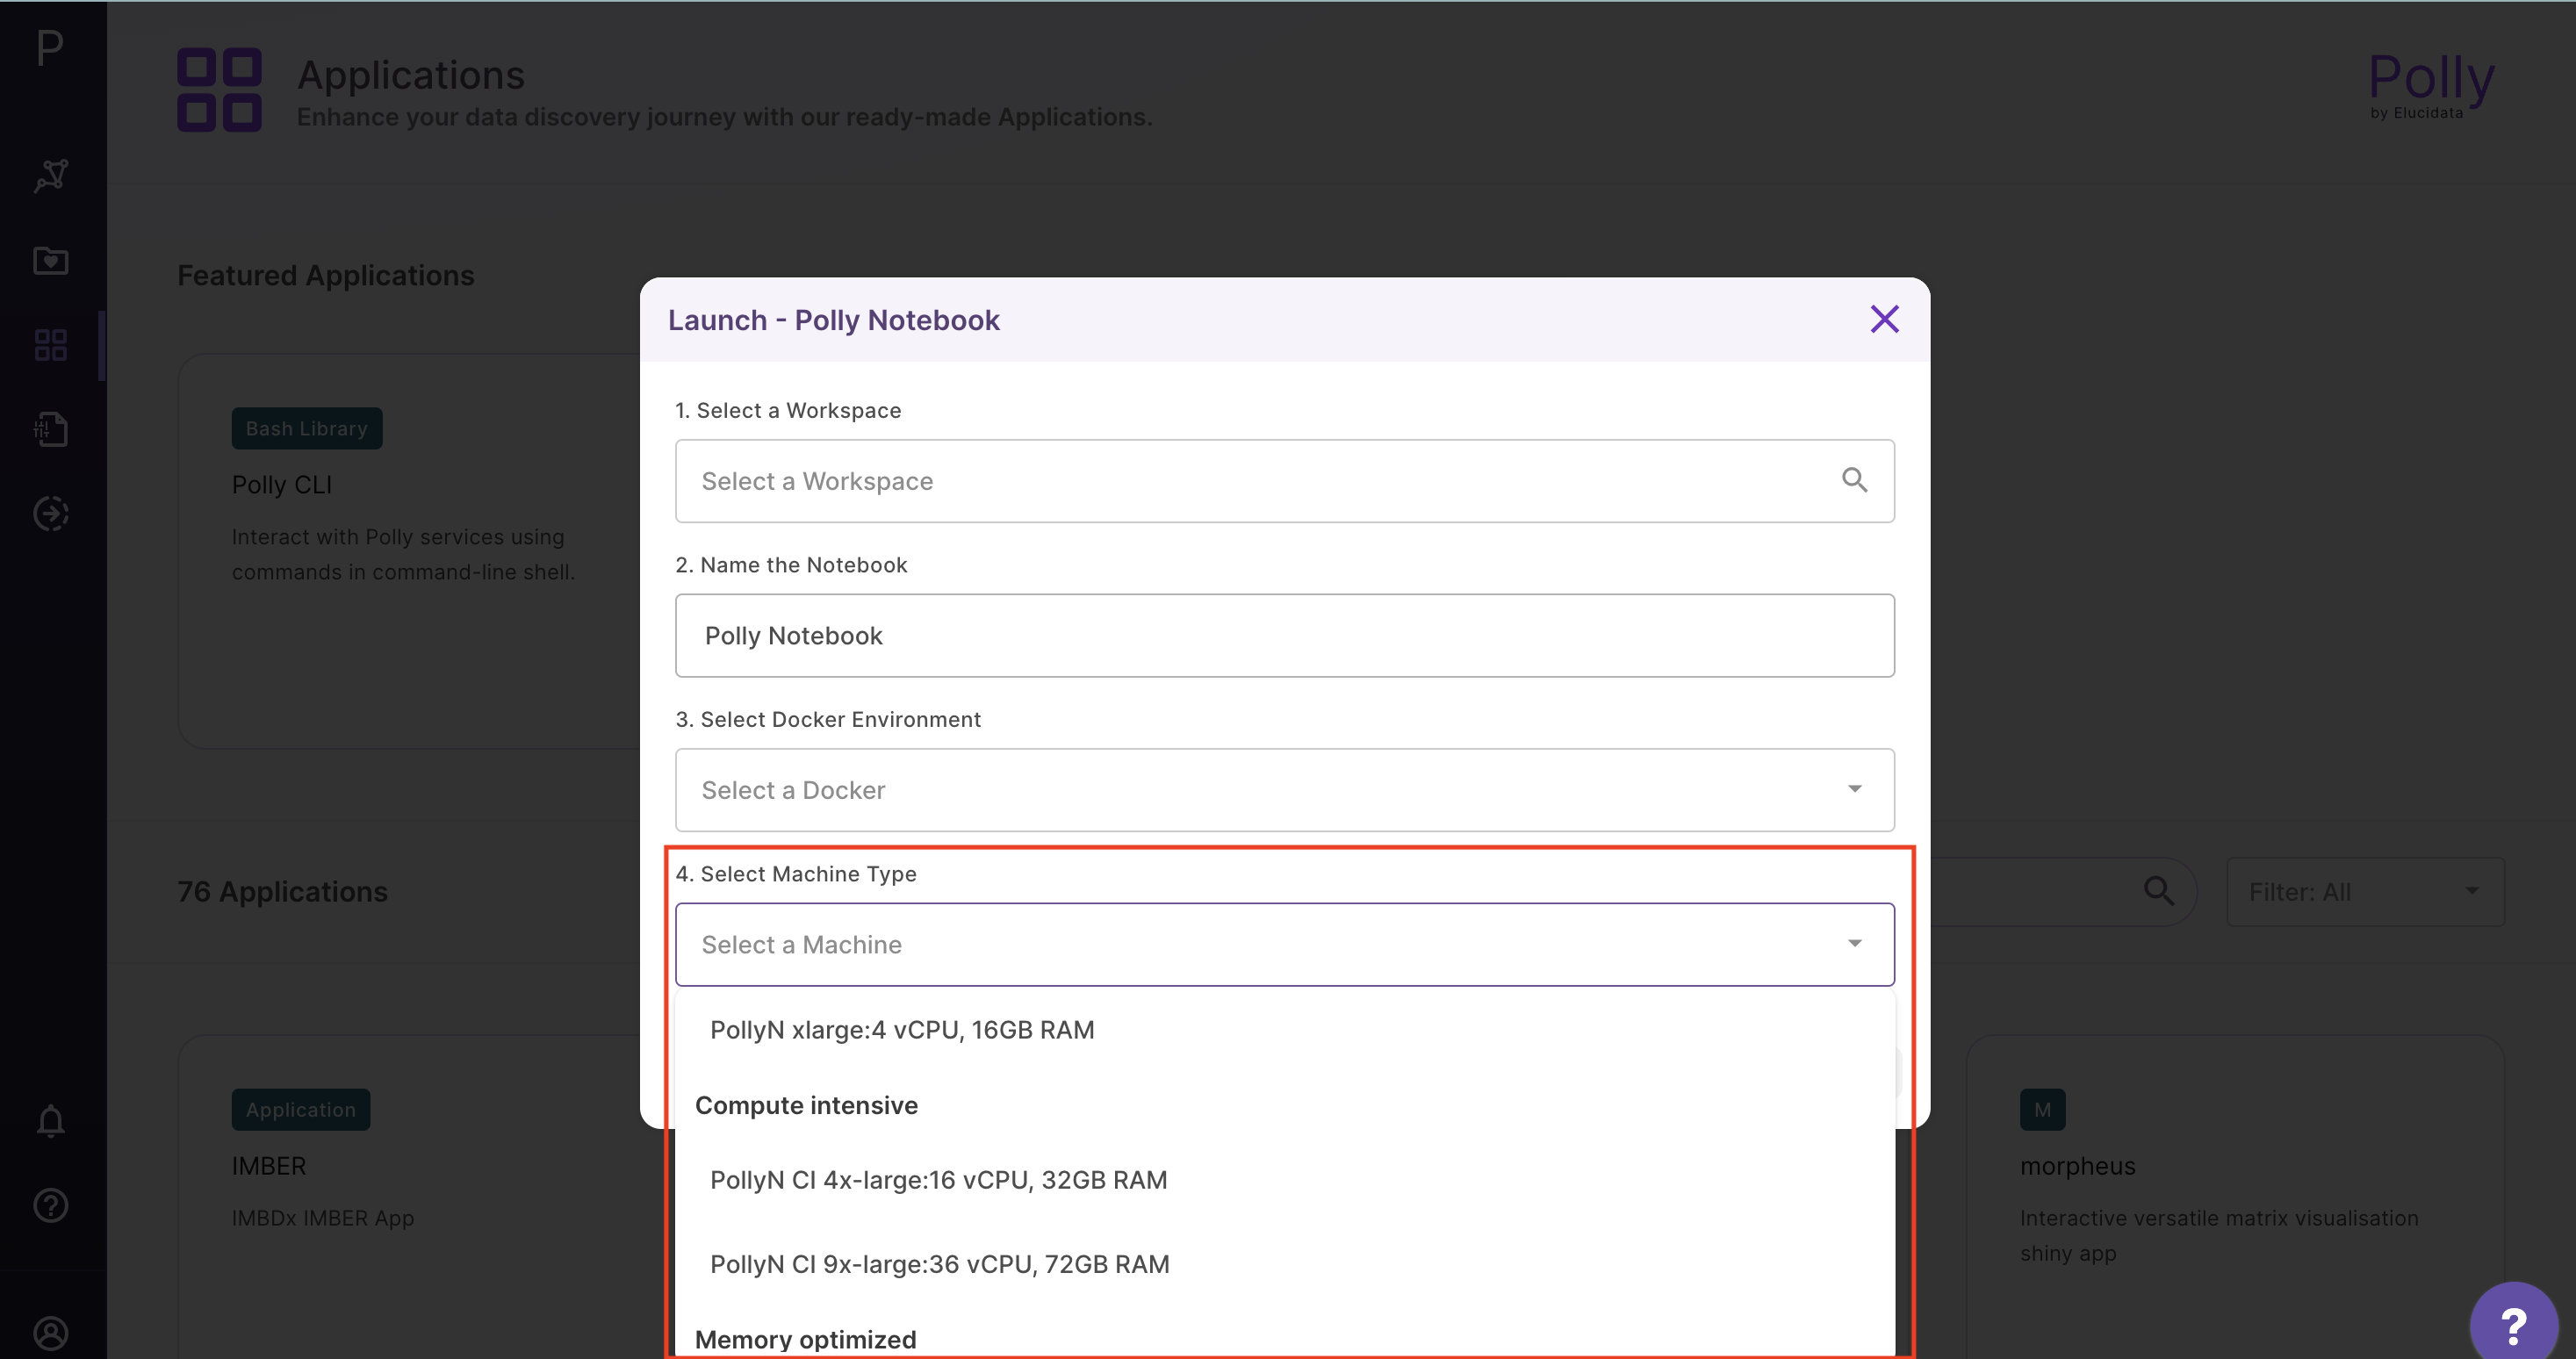 P
Applications
Enhance your data discovery journey with our ready-made Applications.
Polly
by Elucidata
Featured Applications
Bash Library
Polly CLI
Interact with Polly services using
commands in command-line shell.
Launch - Polly Notebook
1. Select a Workspace
Select a Workspace
2. Name the Notebook
Polly Notebook
3. Select Docker Environment
Select a Docker
4. Select Machine Type
Select a Machine
PollyN xlarge:4 vCPU, 16GB RAM
Compute intensive
PollyN CI 4x-large:16 vCPU, 32GB RAM
PollyN CI 9x-large:36 vCPU, 72GB RAM
Memory optimized
76 Applications
Filter: All
Application
IMBER
IMBDx IMBER App
M
morpheus
Interactive versatile matrix visualisation
shiny app
?